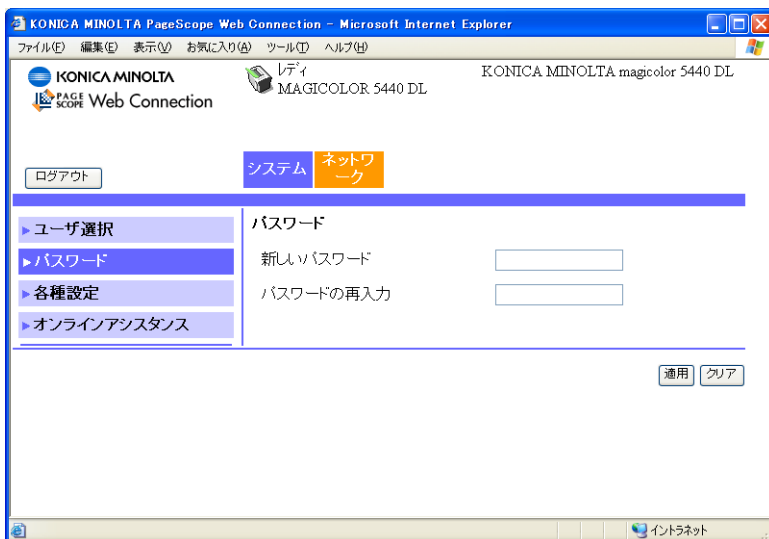 KONICA MINOLTA PageScope Web Connection - Microsoft Internet Explorer
ファイル(F) 編集(E) 表示(V) お気に入り(A) ツール(T) ヘルプ(H)
KONICA MINOLTA
PAGE SCOPE Web Connection
レディ
MAGICOLOR 5440 DL
KONICA MINOLTA magicolor 5440 DL
ログアウト
システム
ネットワ
ーク
ユーザ選択
パスワード
各種設定
オンラインアシスタンス
パスワード
新しいパスワード
パスワードの再入力
適用 クリア
イントラネット